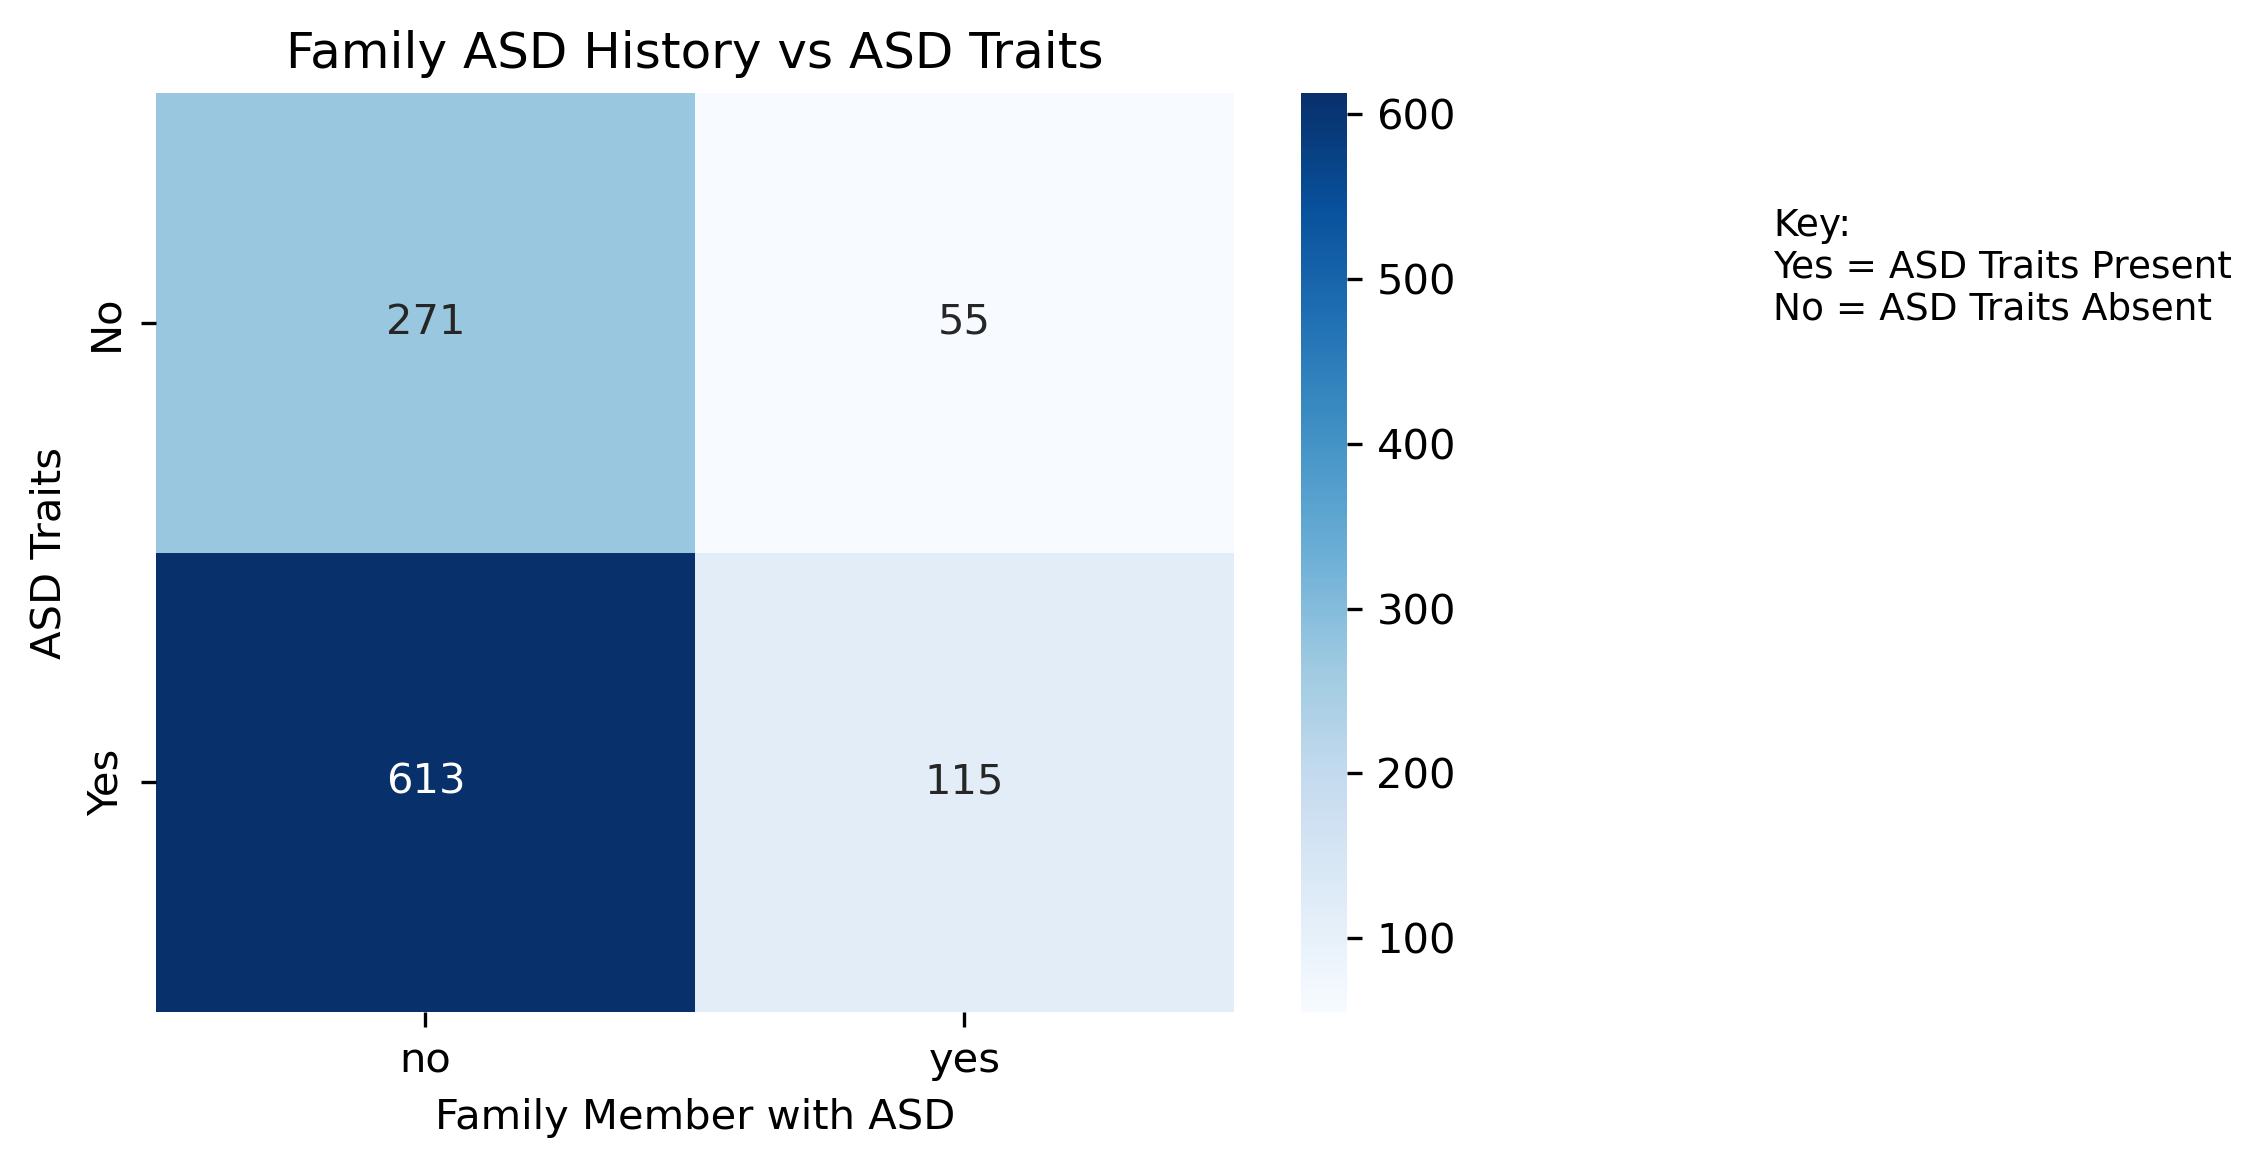 Family ASD History vs ASD Traits
ASD Traits
No
Yes
271
55
613
115
no
yes
Family Member with ASD
600
500
400
300
200
100
Key:
Yes = ASD Traits Present
No = ASD Traits Absent